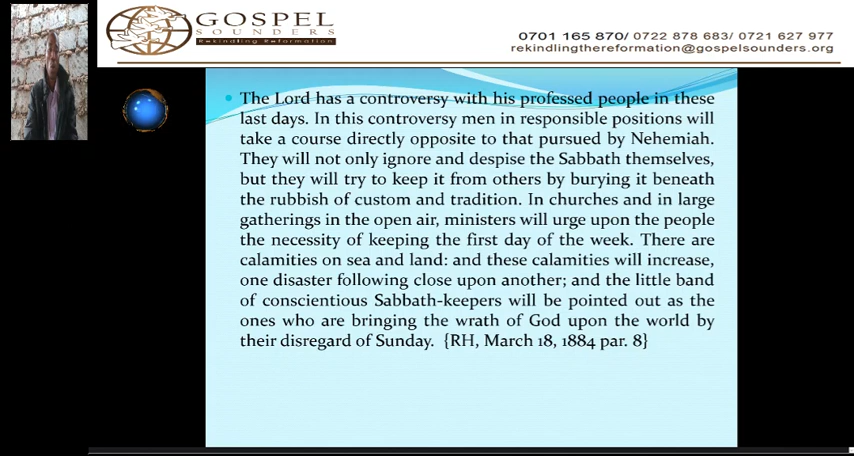 GOSPEL
SOUNDERS
Rekindling Reformation
0701 165 870/ 0722 878 683/ 0721 627 977
rekindlingthereformation@gospelsounders.org
The Lord has a controversy with his professed people in these
last days. In this controversy men in responsible positions will
take a course directly opposite to that pursued by Nehemiah.
They will not only ignore and despise the Sabbath themselves,
but they will try to keep it from others by burying it beneath
the rubbish of custom and tradition. In churches and in large
gatherings in the open air, ministers will urge upon the people
the necessity of keeping the first day of the week. There are
calamities on sea and land: and these calamities will increase,
one disaster following close upon another; and the little band
of conscientious Sabbath-keepers will be pointed out as the
ones who are bringing the wrath of God upon the world by
their disregard of Sunday. {RH, March 18, 1884 par. 8}